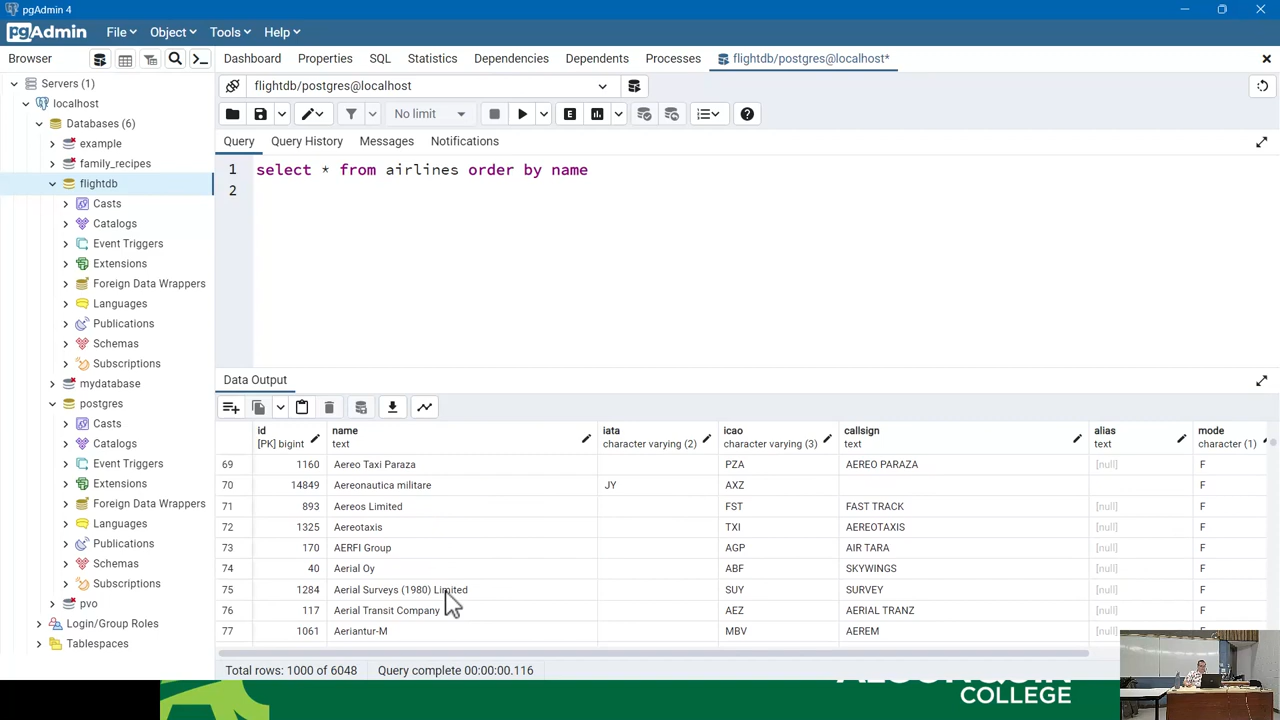 pgAdmin 4
pgAdmin File Object Tools Help
Browser Dashboard Properties SQL Statistics Dependencies Dependents Processes flightdb/postgres@localhost*
Servers (1)
localhost
Databases (6)
example
family_recipes
flightdb
Casts
Catalogs
Event Triggers
Extensions
Foreign Data Wrappers
Languages
Publications
Schemas
Subscriptions
mydatabase
postgres
Casts
Catalogs
Event Triggers
Extensions
Foreign Data Wrappers
Languages
Publications
Schemas
Subscriptions
pvo
Login/Group Roles
Tablespaces
flightdb/postgres@localhost
No limit
E
Query Query History Messages Notifications
1 select * from airlines order by name
2
Data Output
id name iata icao callsign alias mode
[PK] bigint text character varying (2) character varying (3) text text character (1)
69 1160 Aereo Taxi Paraza PZA AEREO PARAZA [null] F
70 14849 Aereonautica militare JY AXZ F
71 893 Aereos Limited FST FAST TRACK [null] F
72 1325 Aereotaxis TXI AEREOTAXIS [null] F
73 170 AERFI Group AGP AIR TARA [null] F
74 40 Aerial Oy ABF SKYWINGS [null] F
75 1284 Aerial Surveys (1980) Limited SUY SURVEY [null] F
76 117 Aerial Transit Company AEZ AERIAL TRANZ [null] F
77 1061 Aeriantur-M MBV AEREM [null]
Total rows: 1000 of 6048 Query complete 00:00:00.116
COLLEGE